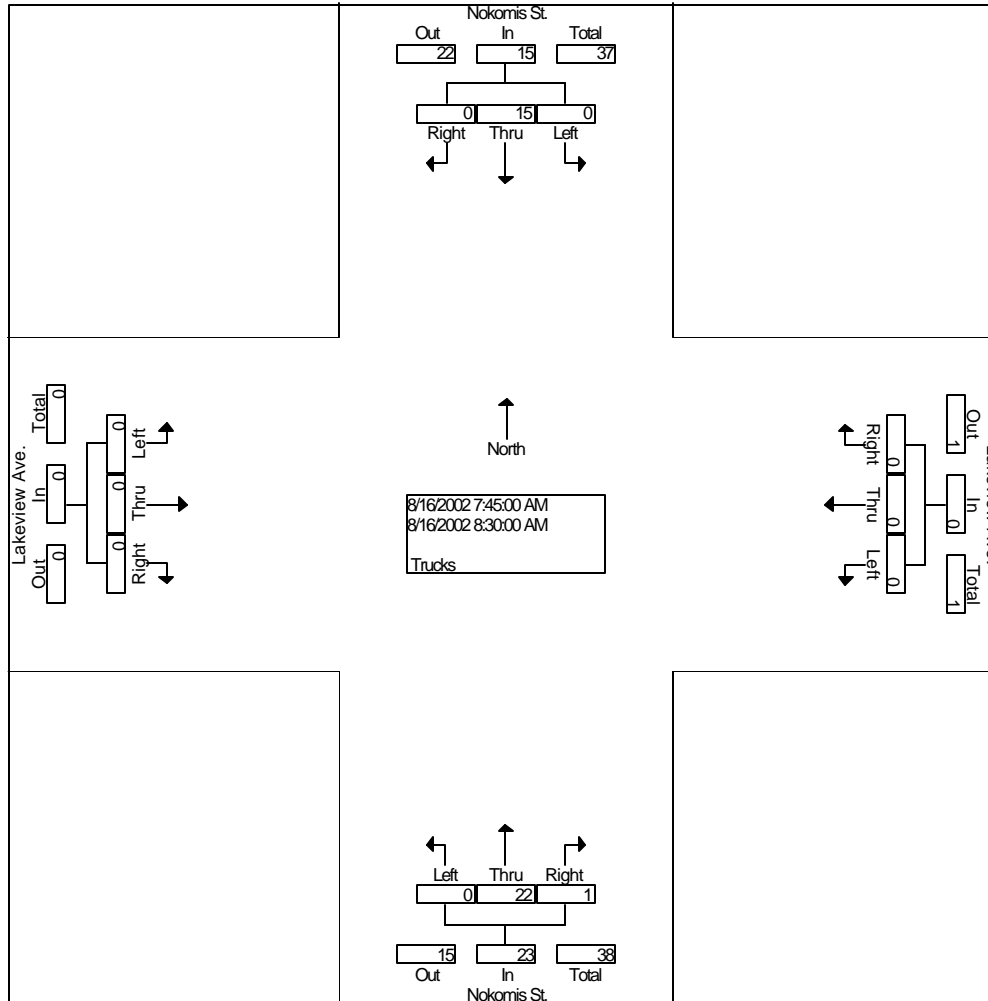 Nokomis St.
Out In Total
22 15 37
0 15 0
Right Thru Left
Lakeview Ave.
Total In Out
0 0 0
0 0 0
Left Thru Right
North
8/16/2002 7:45:00 AM
8/16/2002 8:30:00 AM
Trucks
Right Thru Left
0 0 0
Out In Total
1 0 1
Left Thru Right
0 22 1
15 23 38
Out In Total
Nokomis St.